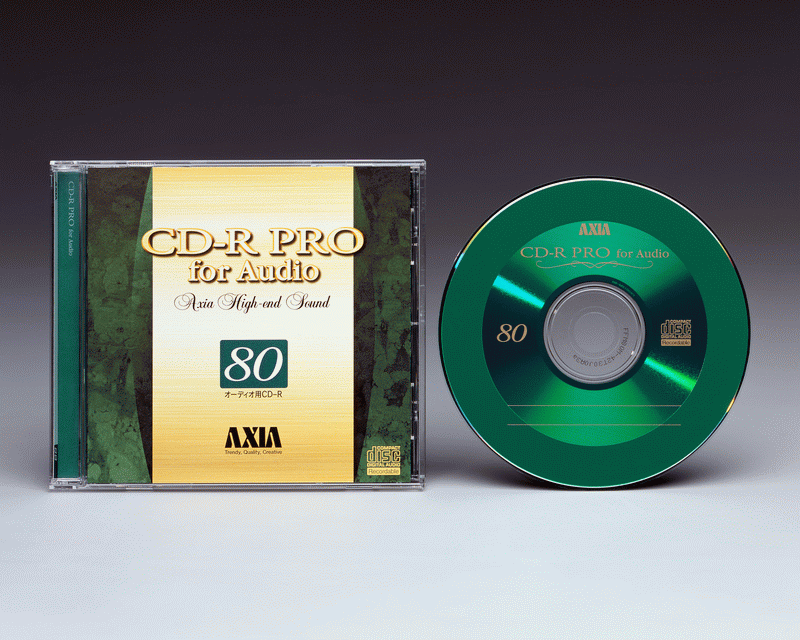 CD-R PRO for Audio
CD-R PRO
for Audio
Axia High-end Sound
80
オーディオ用CD-R
AXIA
Trendy, Quality, Creative
COMPACT
disc
DIGITAL AUDIO
Recordable
AXIA
CD-R PRO for Audio
80
COMPACT
disc
DIGITAL AUDIO
Recordable